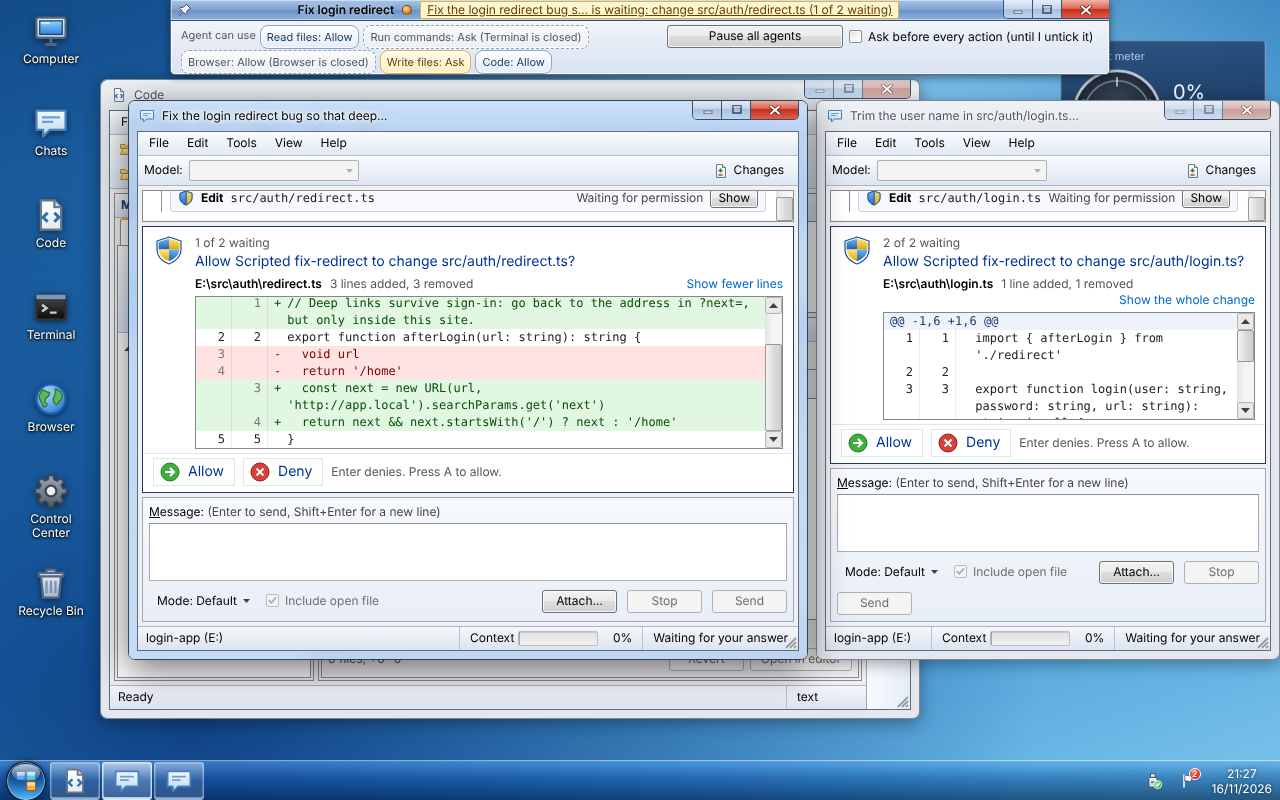 Computer
Chats
Code
Terminal
Browser
Control
Center
Recycle Bin
Fix login redirect
Fix the login redirect bug s... is waiting: change src/auth/redirect.ts (1 of 2 waiting)
Agent can use
Read files: Allow
Run commands: Ask (Terminal is closed)
Browser: Allow (Browser is closed)
Write files: Ask
Code: Allow
Pause all agents
Ask before every action (until I untick it)
meter
0%
Code
Fix the login redirect bug so that deep...
File Edit Tools View Help
Model:
Changes
Edit src/auth/redirect.ts Waiting for permission Show
1 of 2 waiting
Allow Scripted fix-redirect to change src/auth/redirect.ts?
E:\src\auth\redirect.ts 3 lines added, 3 removed Show fewer lines
1 + // Deep links survive sign-in: go back to the address in ?next=,
but only inside this site.
2 2 export function afterLogin(url: string): string {
3 - void url
4 - return '/home'
3 + const next = new URL(url,
'http://app.local').searchParams.get('next')
4 + return next && next.startsWith('/') ? next : '/home'
5 5 }
Allow Deny Enter denies. Press A to allow.
Message: (Enter to send, Shift+Enter for a new line)
Mode: Default Include open file Attach... Stop Send
login-app (E:) Context 0% Waiting for your answer
Trim the user name in src/auth/login.ts...
File Edit Tools View Help
Model:
Changes
Edit src/auth/login.ts Waiting for permission Show
2 of 2 waiting
Allow Scripted fix-redirect to change src/auth/login.ts?
E:\src\auth\login.ts 1 line added, 1 removed
Show the whole change
@@ -1,6 +1,6 @@
1 1 import { afterLogin } from
'./redirect'
2 2
3 3 export function login(user: string,
password: string, url: string):
Allow Deny Enter denies. Press A to allow.
Message: (Enter to send, Shift+Enter for a new line)
Mode: Default Include open file Attach... Stop
Send
login-app (E:) Context 0% Waiting for your answer
Revert Open in editor
Ready text
2
21:27
16/11/2026